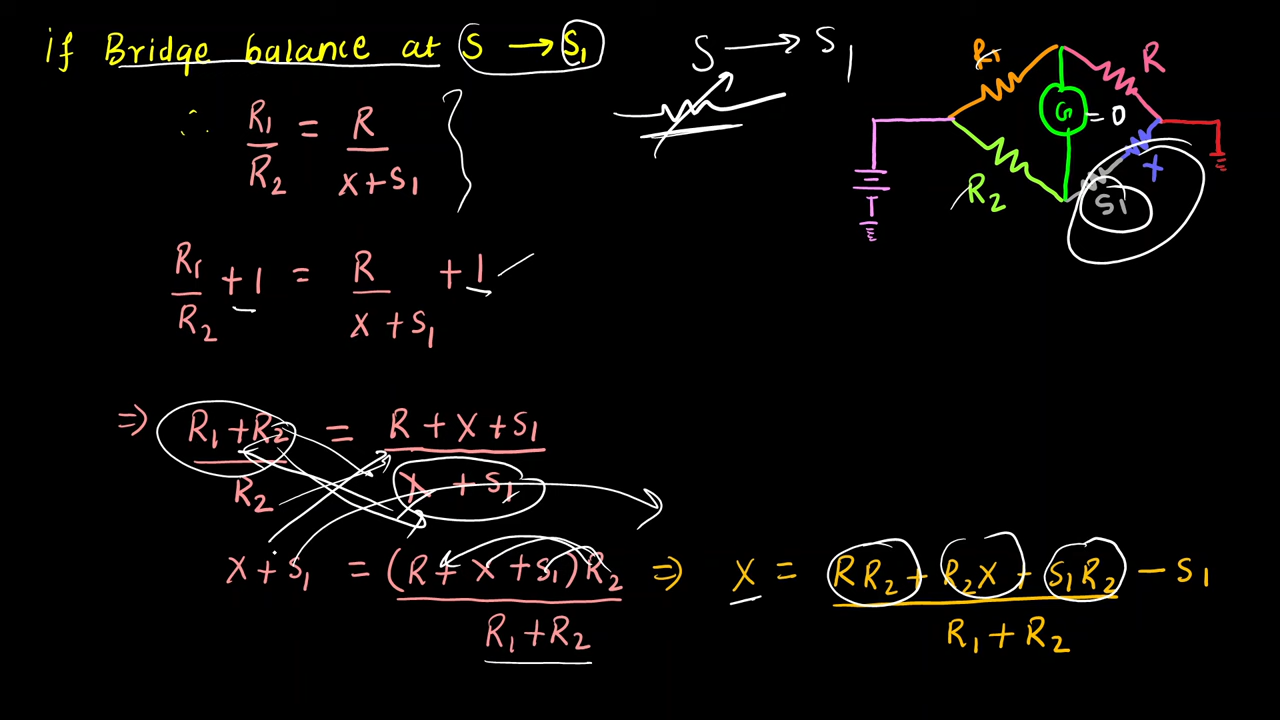 if Bridge balance at S → S₁
S → S₁
∴ R₁/R₂ = R/(x+S₁)
R₁/R₂ + 1 = R/(x + S₁) + 1
⇒ (R₁ + R₂)/R₂ = (R + x + S₁)/(x + S₁)
x + S₁ = (R + x + S₁)R₂/(R₁ + R₂) ⇒ x = (RR₂ + R₂x + S₁R₂)/(R₁ + R₂) − S₁
R₁
R
G = 0
R₂
S₁
x